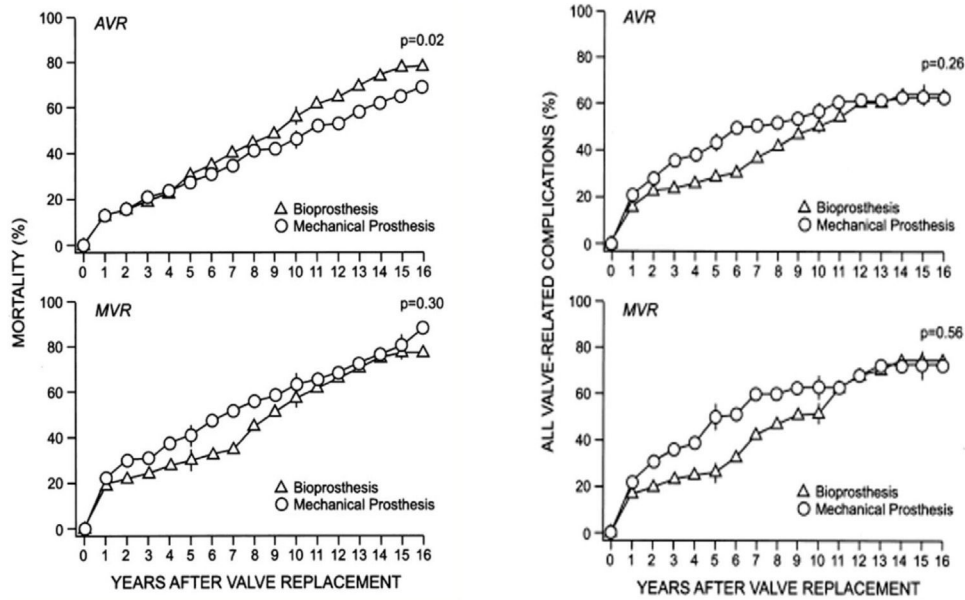 MORTALITY (%)
AVR
p=0.02
100
80
60
40
20
0
△ Bioprosthesis
○ Mechanical Prosthesis
0 1 2 3 4 5 6 7 8 9 10 11 12 13 14 15 16
MVR
p=0.30
100
80
60
40
20
0
△ Bioprosthesis
○ Mechanical Prosthesis
0 1 2 3 4 5 6 7 8 9 10 11 12 13 14 15 16
YEARS AFTER VALVE REPLACEMENT
ALL VALVE-RELATED COMPLICATIONS (%)
AVR
p=0.26
100
80
60
40
20
0
△ Bioprosthesis
○ Mechanical Prosthesis
0 1 2 3 4 5 6 7 8 9 10 11 12 13 14 15 16
MVR
p=0.56
100
80
60
40
20
0
△ Bioprosthesis
○ Mechanical Prosthesis
0 1 2 3 4 5 6 7 8 9 10 11 12 13 14 15 16
YEARS AFTER VALVE REPLACEMENT